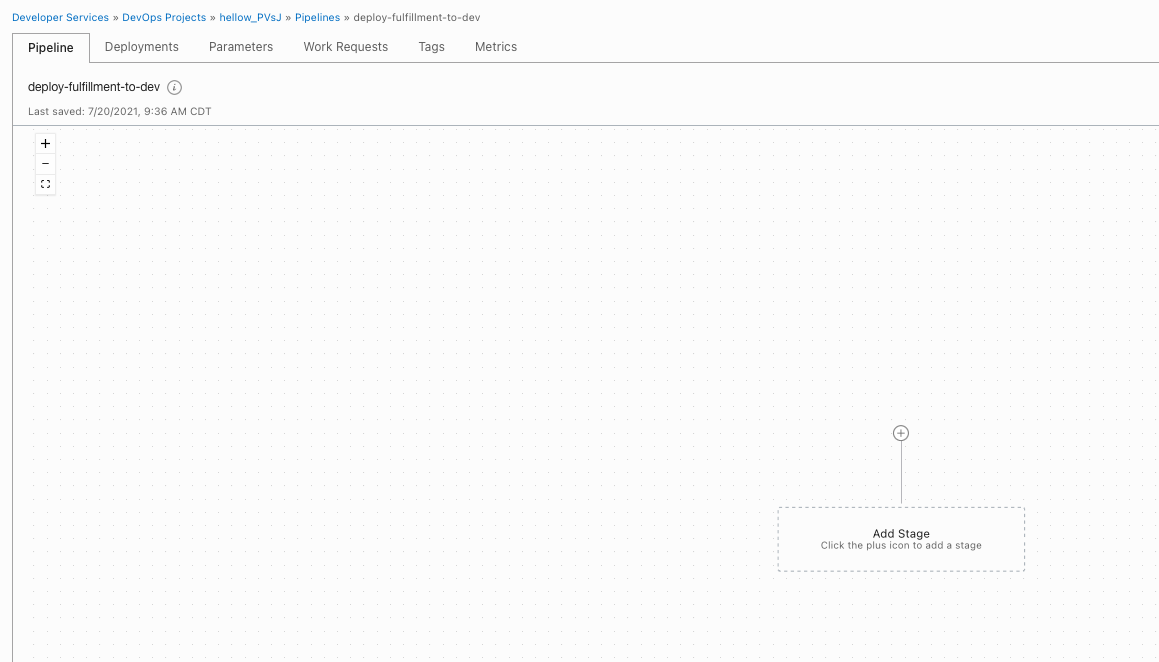 Developer Services » DevOps Projects » hellow_PVsJ » Pipelines » deploy-fulfillment-to-dev
Pipeline Deployments Parameters Work Requests Tags Metrics
deploy-fulfillment-to-dev
Last saved: 7/20/2021, 9:36 AM CDT
Add Stage
Click the plus icon to add a stage